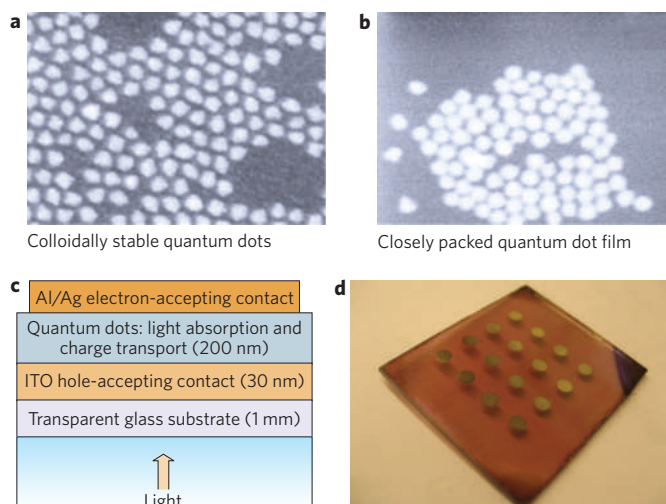 a
b
Colloidally stable quantum dots
Closely packed quantum dot film
c
Al/Ag electron-accepting contact
Quantum dots: light absorption and
charge transport (200 nm)
ITO hole-accepting contact (30 nm)
Transparent glass substrate (1 mm)
Light
d